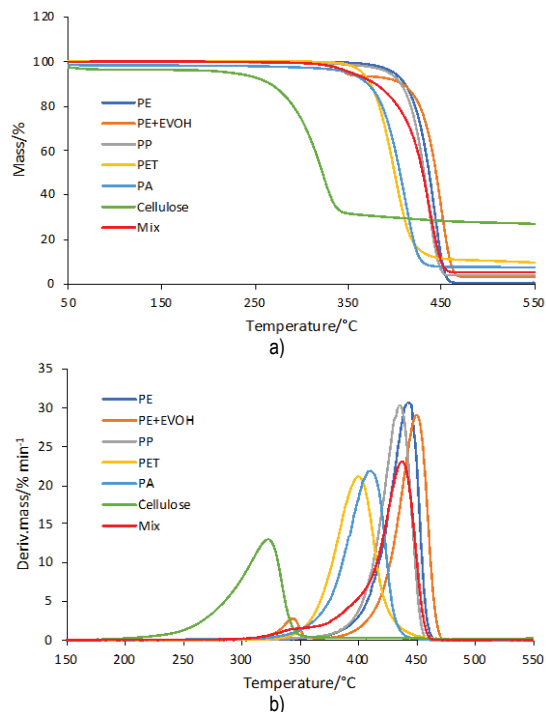 120
100
80
60
40
20
0
Mass/%
PE
PE+EVOH
PP
PET
PA
Cellulose
Mix
50 150 250 350 450 550
Temperature/°C
a)
35
30
25
20
15
10
5
0
Deriv.mass/% min-1
PE
PE+EVOH
PP
PET
PA
Cellulose
Mix
150 200 250 300 350 400 450 500 550
Temperature/°C
b)